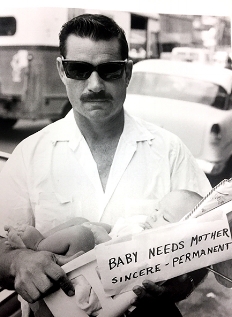 BABY NEEDS MOTHER
SINCERE - PERMANENT